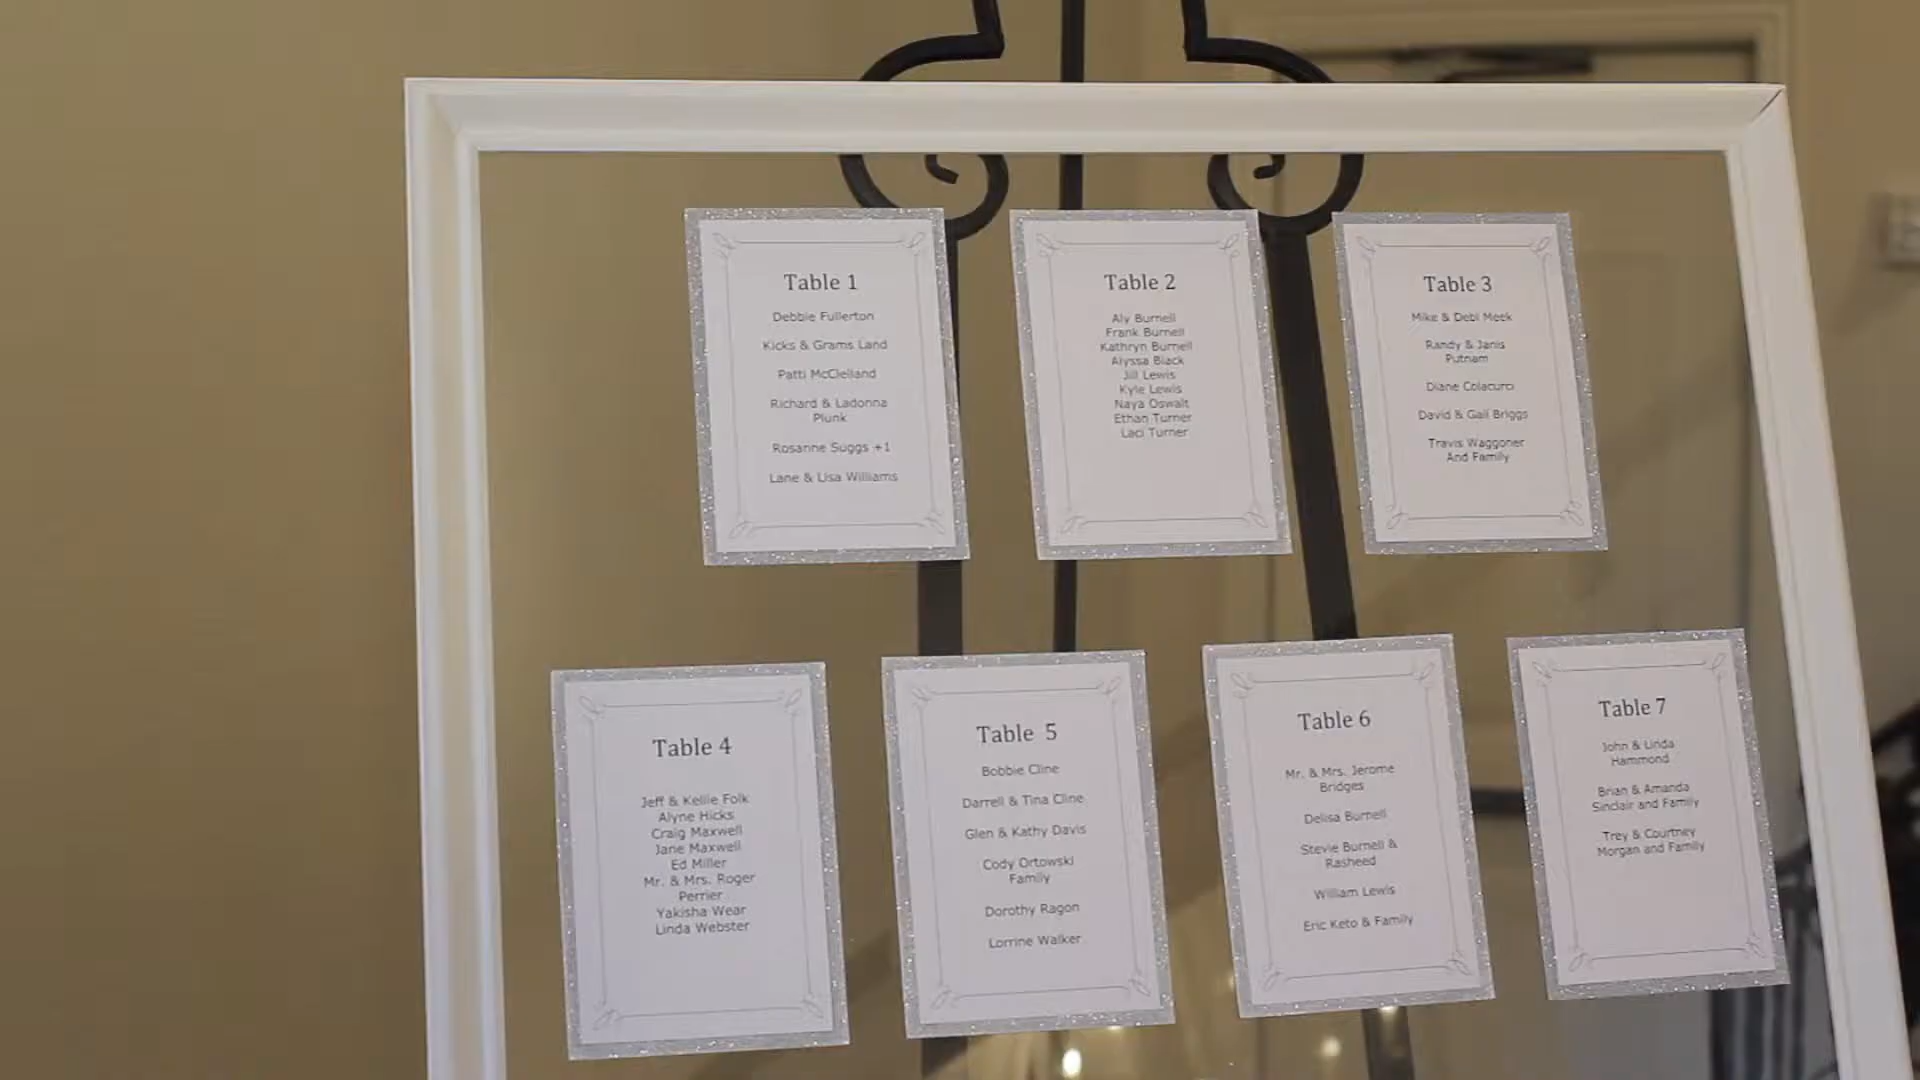 Table 1
Debbie Fullerton
Kicks & Grams Land
Patti McClelland
Richard & Ladonna
Plunk
Rosanne Suggs +1
Lane & Lisa Williams
Table 2
Aly Burnell
Frank Burnell
Kathryn Burnell
Alyssa Black
Jill Lewis
Kyle Lewis
Naya Oswalt
Ethan Turner
Laci Turner
Table 3
Mike & Debi Meek
Randy & Janis
Putnam
Diane Colacurci
David & Gail Briggs
Travis Waggoner
And Family
Table 4
Jeff & Kellie Folk
Alyne Hicks
Craig Maxwell
Jane Maxwell
Ed Miller
Mr. & Mrs. Roger
Perrier
Yakisha Wear
Linda Webster
Table 5
Bobbie Cline
Darrell & Tina Cline
Glen & Kathy Davis
Cody Ortowski
Family
Dorothy Ragon
Lorrine Walker
Table 6
Mr. & Mrs. Jerome
Bridges
Delisa Burnell
Stevie Burnell &
Rasheed
William Lewis
Eric Keto & Family
Table 7
John & Linda
Hammond
Brian & Amanda
Sinclair and Family
Trey & Courtney
Morgan and Family